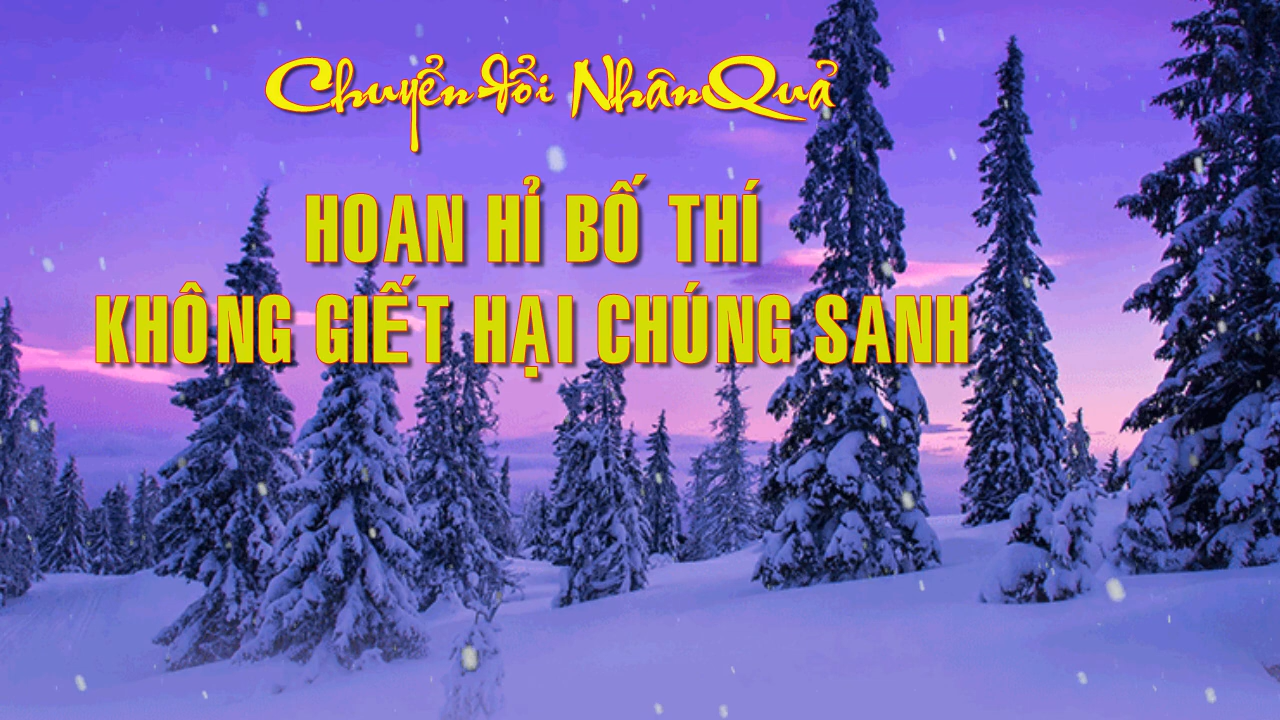 Chuyển đổi Nhân Quả
HOAN HỈ BỐ THÍ
KHÔNG GIẾT HẠI CHÚNG SANH